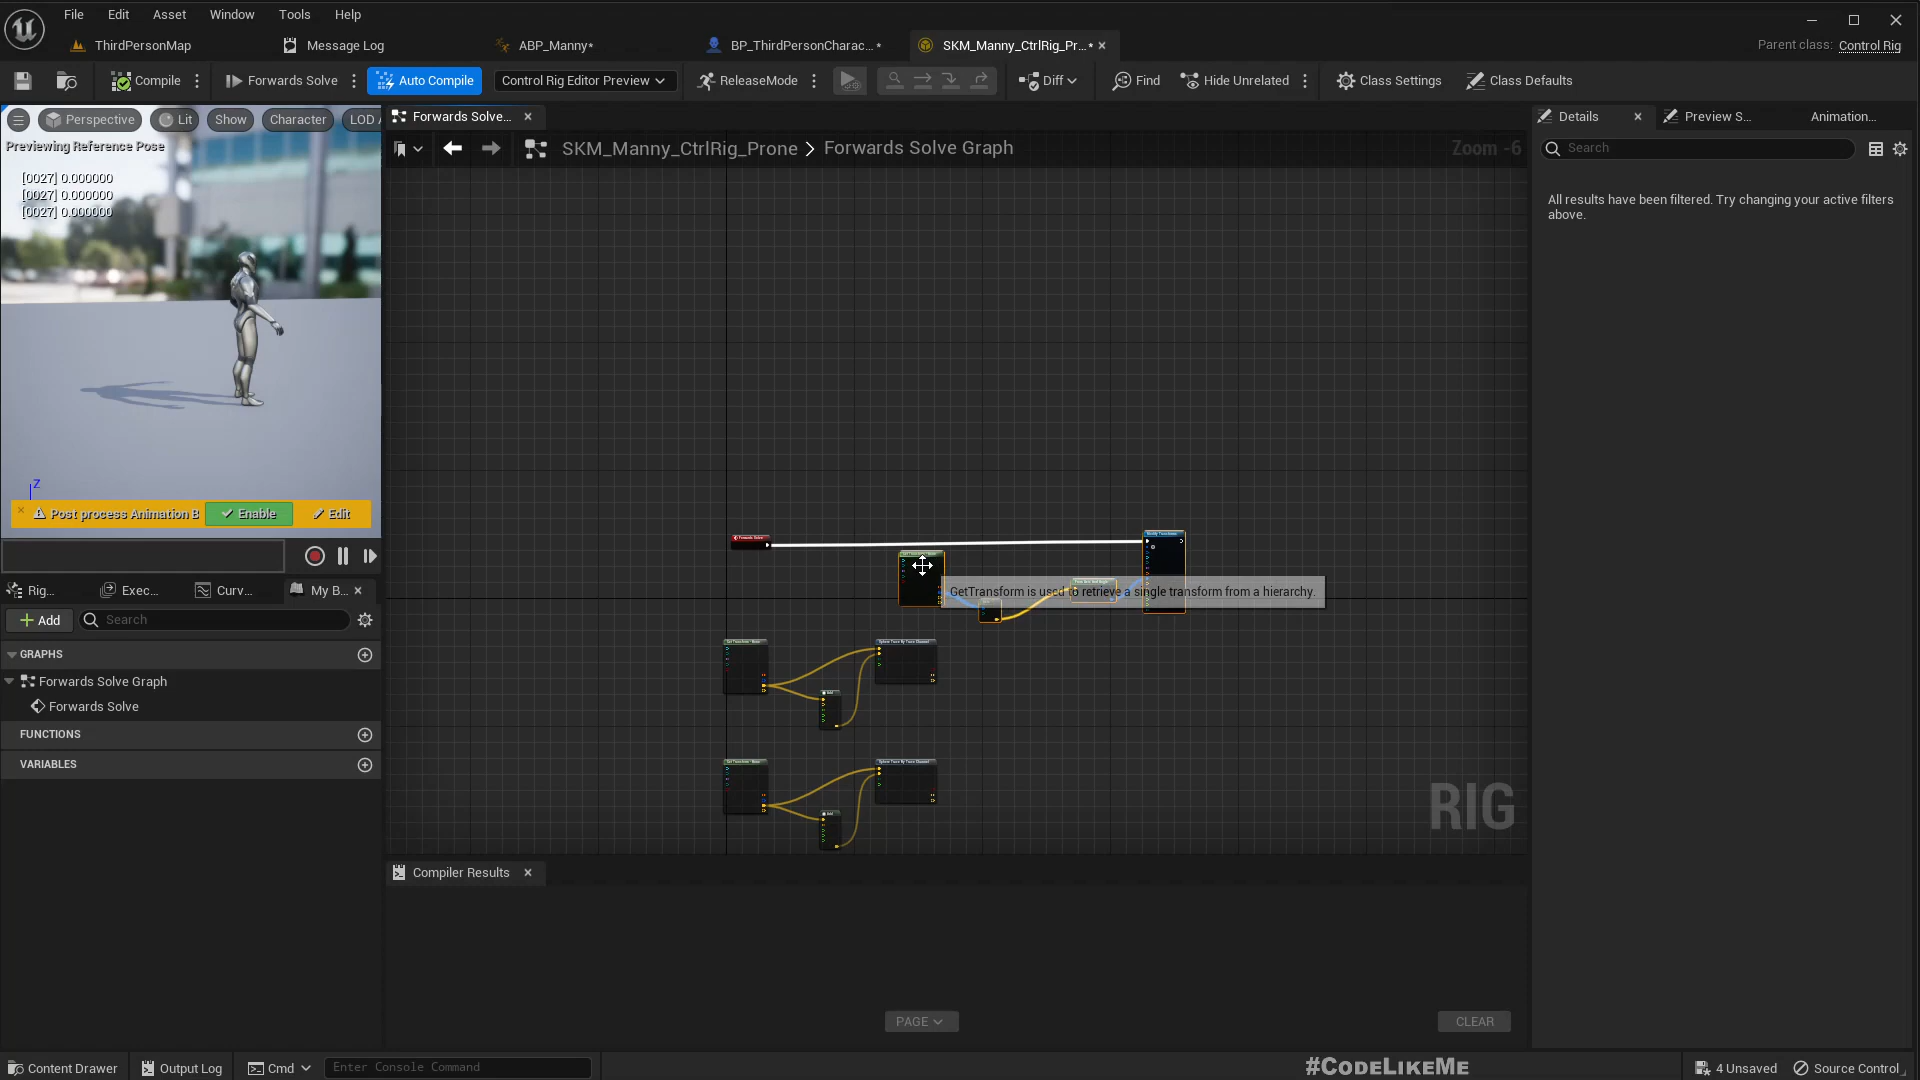 File Edit Asset Window Tools Help
ThirdPersonMap Message Log ABP_Manny* BP_ThirdPersonCharac...* SKM_Manny_CtrlRig_Pr...*
Parent class: Control Rig
Compile Forwards Solve Auto Compile Control Rig Editor Preview ReleaseMode Diff Find Hide Unrelated Class Settings Class Defaults
Perspective Lit Show Character LOD
Previewing Reference Pose
[0027] 0.000000
[0027] 0.000000
[0027] 0.000000
Z
Post process Animation B Enable Edit
Rig... Exec... Curv... My B...
Add Search
GRAPHS
Forwards Solve Graph
Forwards Solve
FUNCTIONS
VARIABLES
Forwards Solve...
SKM_Manny_CtrlRig_Prone > Forwards Solve Graph
Zoom -6
Forwards Solve
GetTransform is used to retrieve a single transform from a hierarchy.
RIG
Compiler Results
PAGE
CLEAR
Details Preview S... Animation...
Search
All results have been filtered. Try changing your active filters
above.
Content Drawer Output Log Cmd Enter Console Command
#CODELIKEME
4 Unsaved Source Control